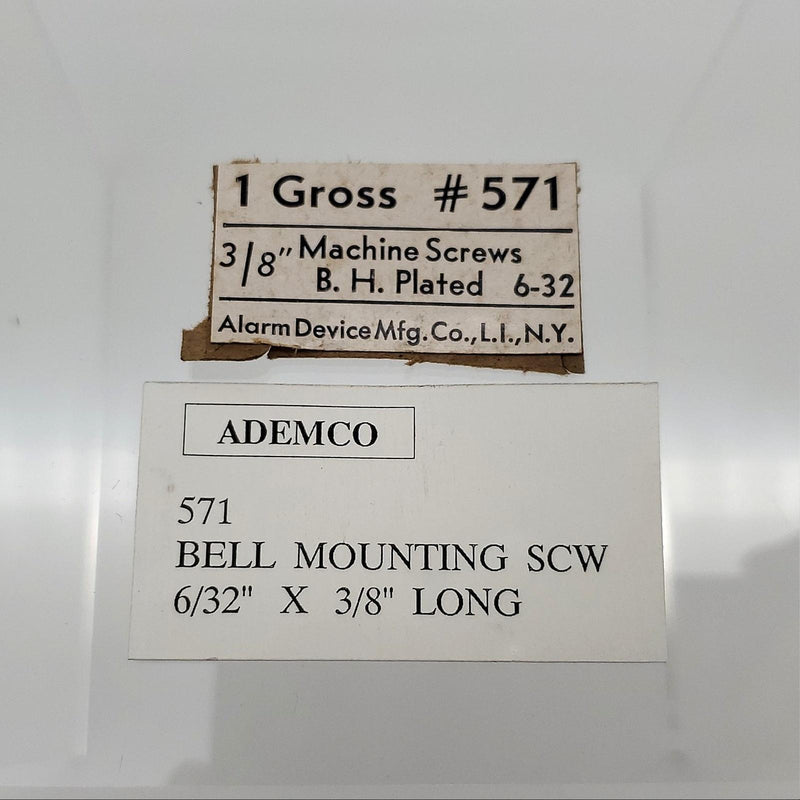 1 Gross #571
3/8" Machine Screws
B. H. Plated 6-32
Alarm Device Mfg. Co., L.I., N.Y.
ADEMCO
571
BELL MOUNTING SCW
6/32" X 3/8" LONG